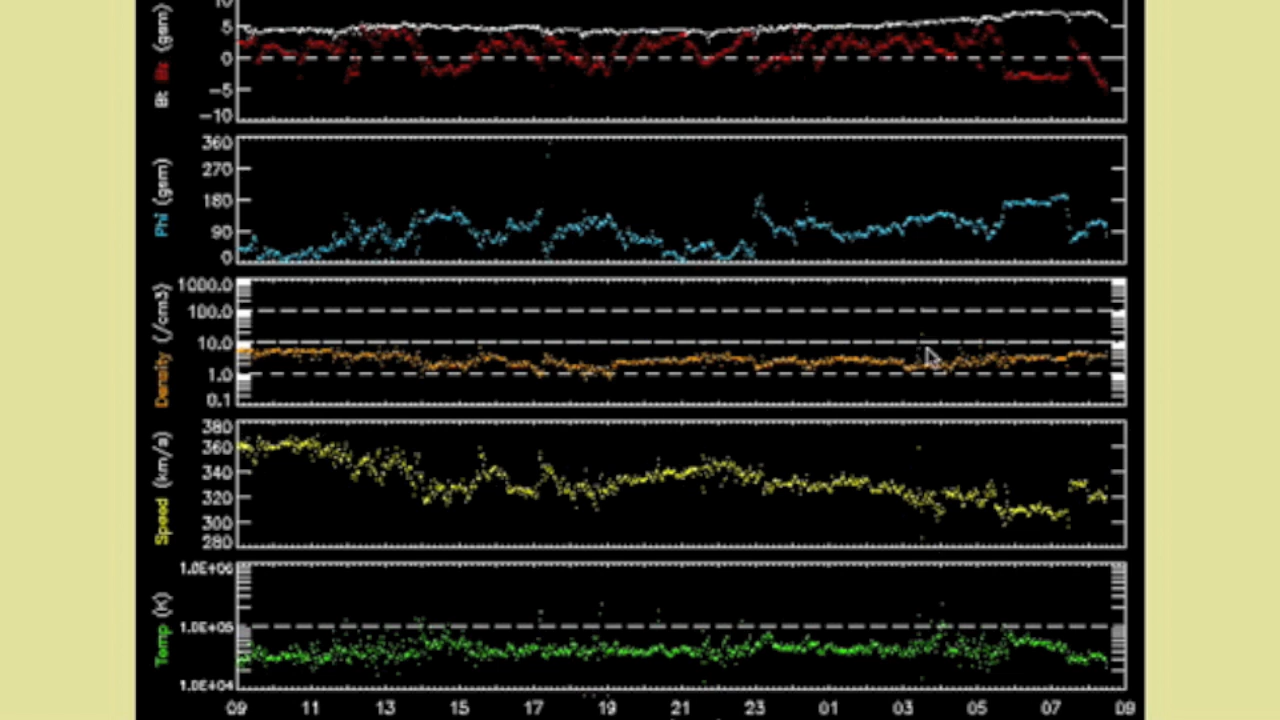 10
5
0
-5
-10
Bt Bz (gsm)
360
270
180
90
0
Phi (gsm)
1000.0
100.0
10.0
1.0
0.1
Density (/cm3)
380
360
340
320
300
280
Speed (km/s)
1.0E+06
1.0E+05
1.0E+04
Temp (K)
09 11 13 15 17 19 21 23 01 03 05 07 09